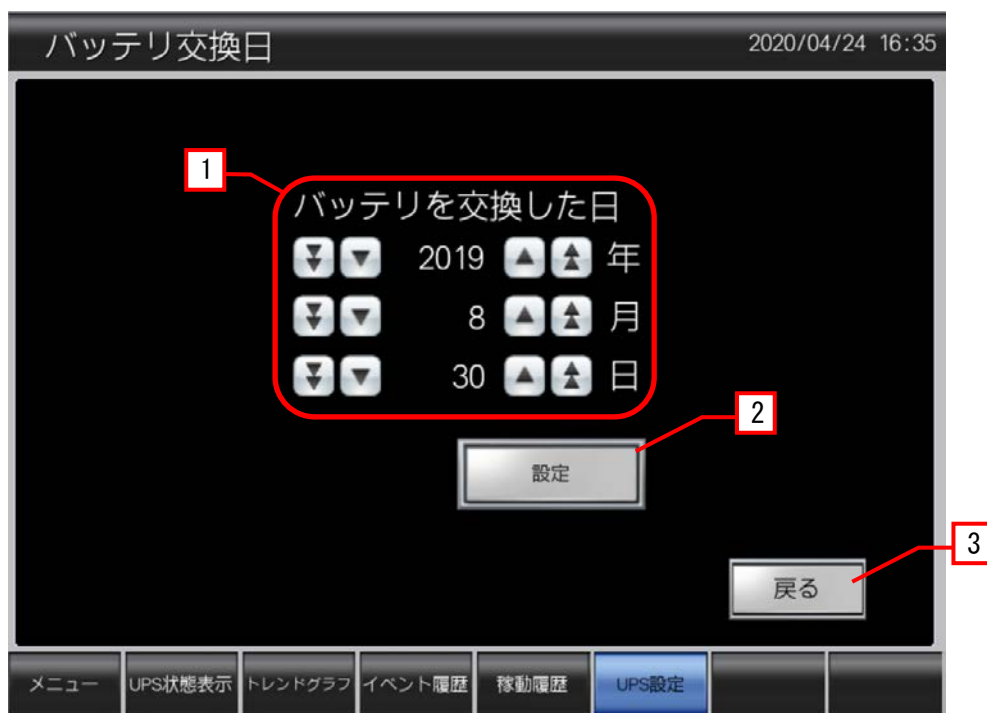 バッテリ交換日 2020/04/24 16:35
1
バッテリを交換した日
2019 年
8 月
30 日
2
設定
3
戻る
メニュー UPS状態表示 トレンドグラフ イベント履歴 稼動履歴 UPS設定